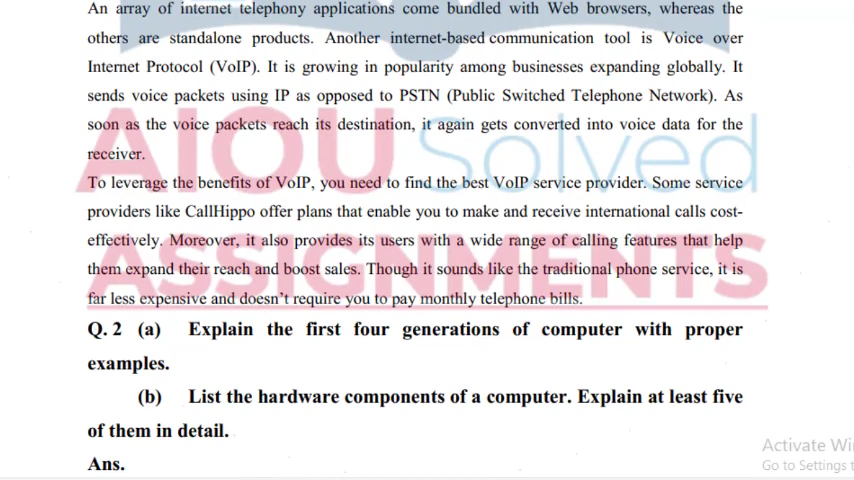 An array of internet telephony applications come bundled with Web browsers, whereas the
others are standalone products. Another internet-based communication tool is Voice over
Internet Protocol (VoIP). It is growing in popularity among businesses expanding globally. It
sends voice packets using IP as opposed to PSTN (Public Switched Telephone Network). As
soon as the voice packets reach its destination, it again gets converted into voice data for the
receiver.
AIOU Solved
To leverage the benefits of VoIP, you need to find the best VoIP service provider. Some service
providers like CallHippo offer plans that enable you to make and receive international calls cost-
effectively. Moreover, it also provides its users with a wide range of calling features that help
them expand their reach and boost sales. Though it sounds like the traditional phone service, it is
ASSIGNMENTS
far less expensive and doesn't require you to pay monthly telephone bills.
Q. 2 (a) Explain the first four generations of computer with proper
examples.
(b) List the hardware components of a computer. Explain at least five
of them in detail.
Ans.
Activate Wi
Go to Settings t